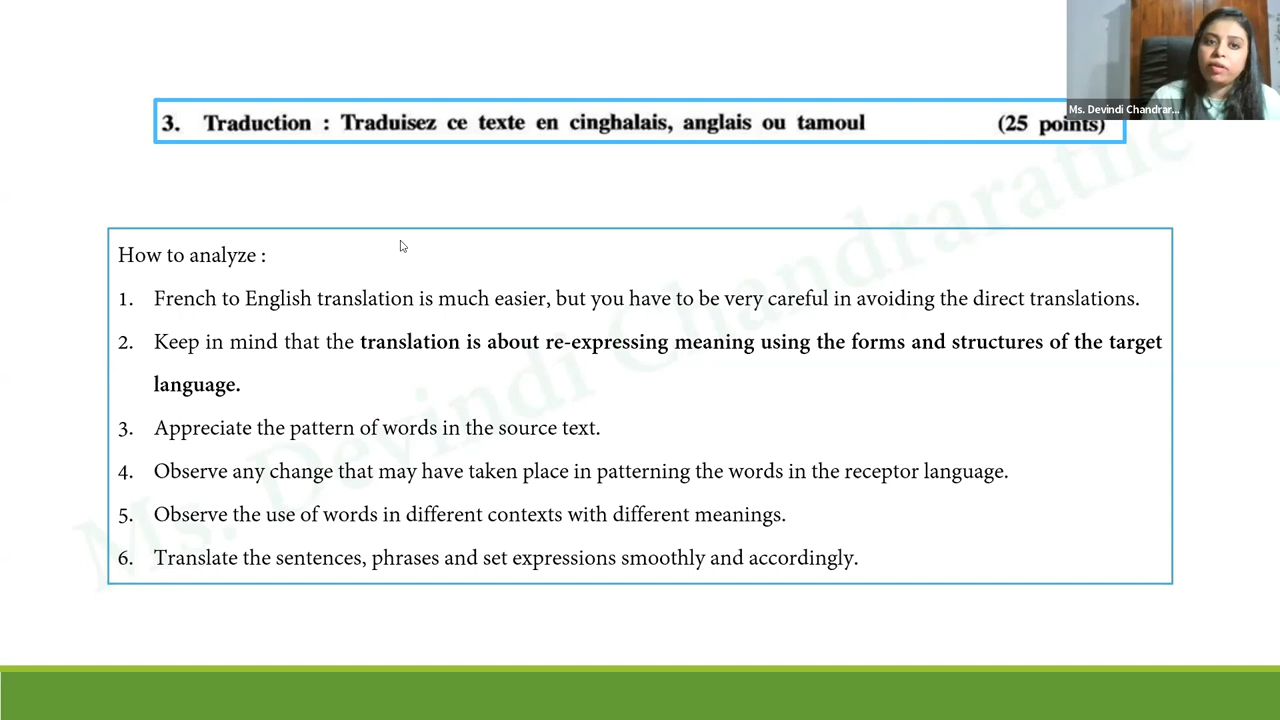 Ms. Devindi Chandrar...
3. Traduction : Traduisez ce texte en cinghalais, anglais ou tamoul (25 points)
How to analyze :
1. French to English translation is much easier, but you have to be very careful in avoiding the direct translations.
2. Keep in mind that the translation is about re-expressing meaning using the forms and structures of the target
language.
3. Appreciate the pattern of words in the source text.
4. Observe any change that may have taken place in patterning the words in the receptor language.
5. Observe the use of words in different contexts with different meanings.
6. Translate the sentences, phrases and set expressions smoothly and accordingly.
Ms. Devindi Chandraratne